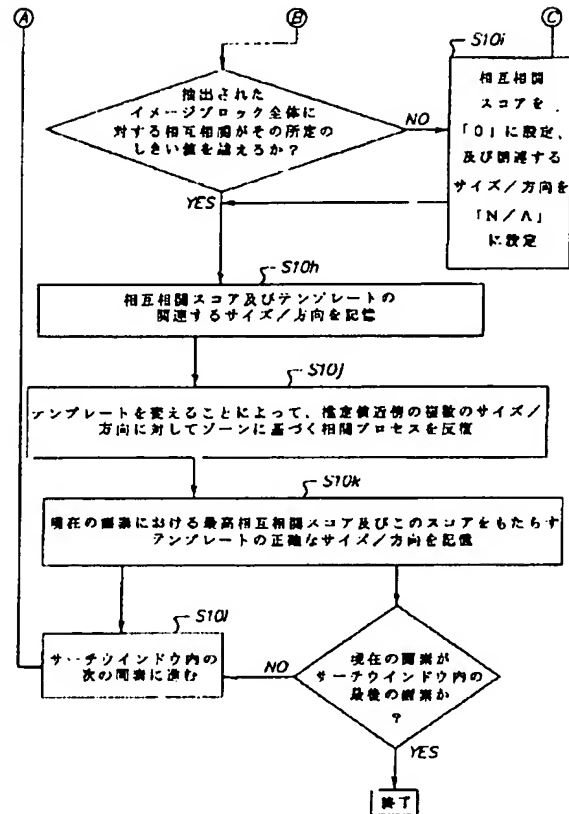 A
B
C
S10i
抽出された
イメージブロック全体に
対する相互相関がその所定の
しきい値を越えるか?
NO
YES
相互相関
スコアを
「0」に設定、
及び関連する
サイズ/方向を
「N/A」
に設定
S10h
相互相関スコア及びテンプレートの
関連するサイズ/方向を記憶
S10j
テンプレートを変えることによって、推定値近傍の複数のサイズ/
方向に対してゾーンに基づく相関プロセスを反復
S10k
現在の画素における最高相互相関スコア及びこのスコアをもたらす
テンプレートの正確なサイズ/方向を記憶
S10l
サーチウインドウ内の
次の画素に進む
NO
現在の画素が
サーチウインドウ内の
最後の画素か
?
YES
終了